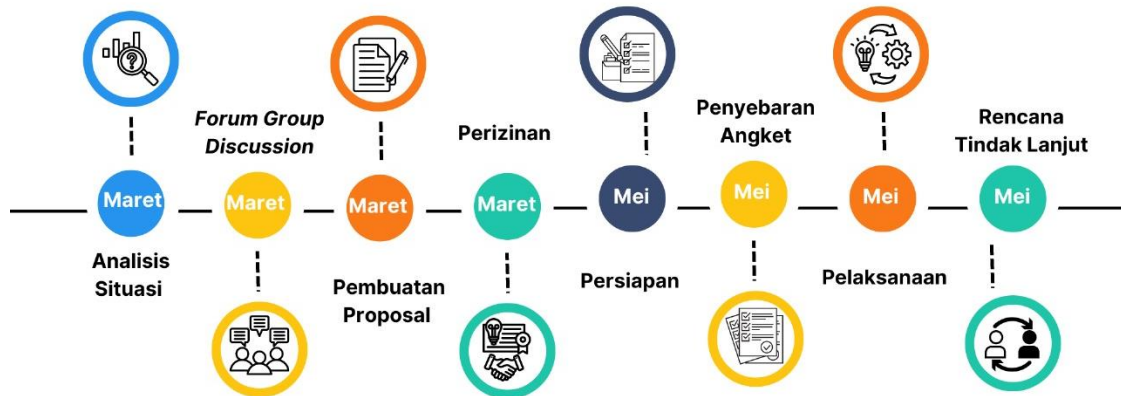 Maret
Analisis
Situasi
Forum Group
Discussion
Maret
Maret
Pembuatan
Proposal
Perizinan
Maret
Mei
Persiapan
Penyebaran
Angket
Mei
Mei
Pelaksanaan
Rencana
Tindak Lanjut
Mei
?